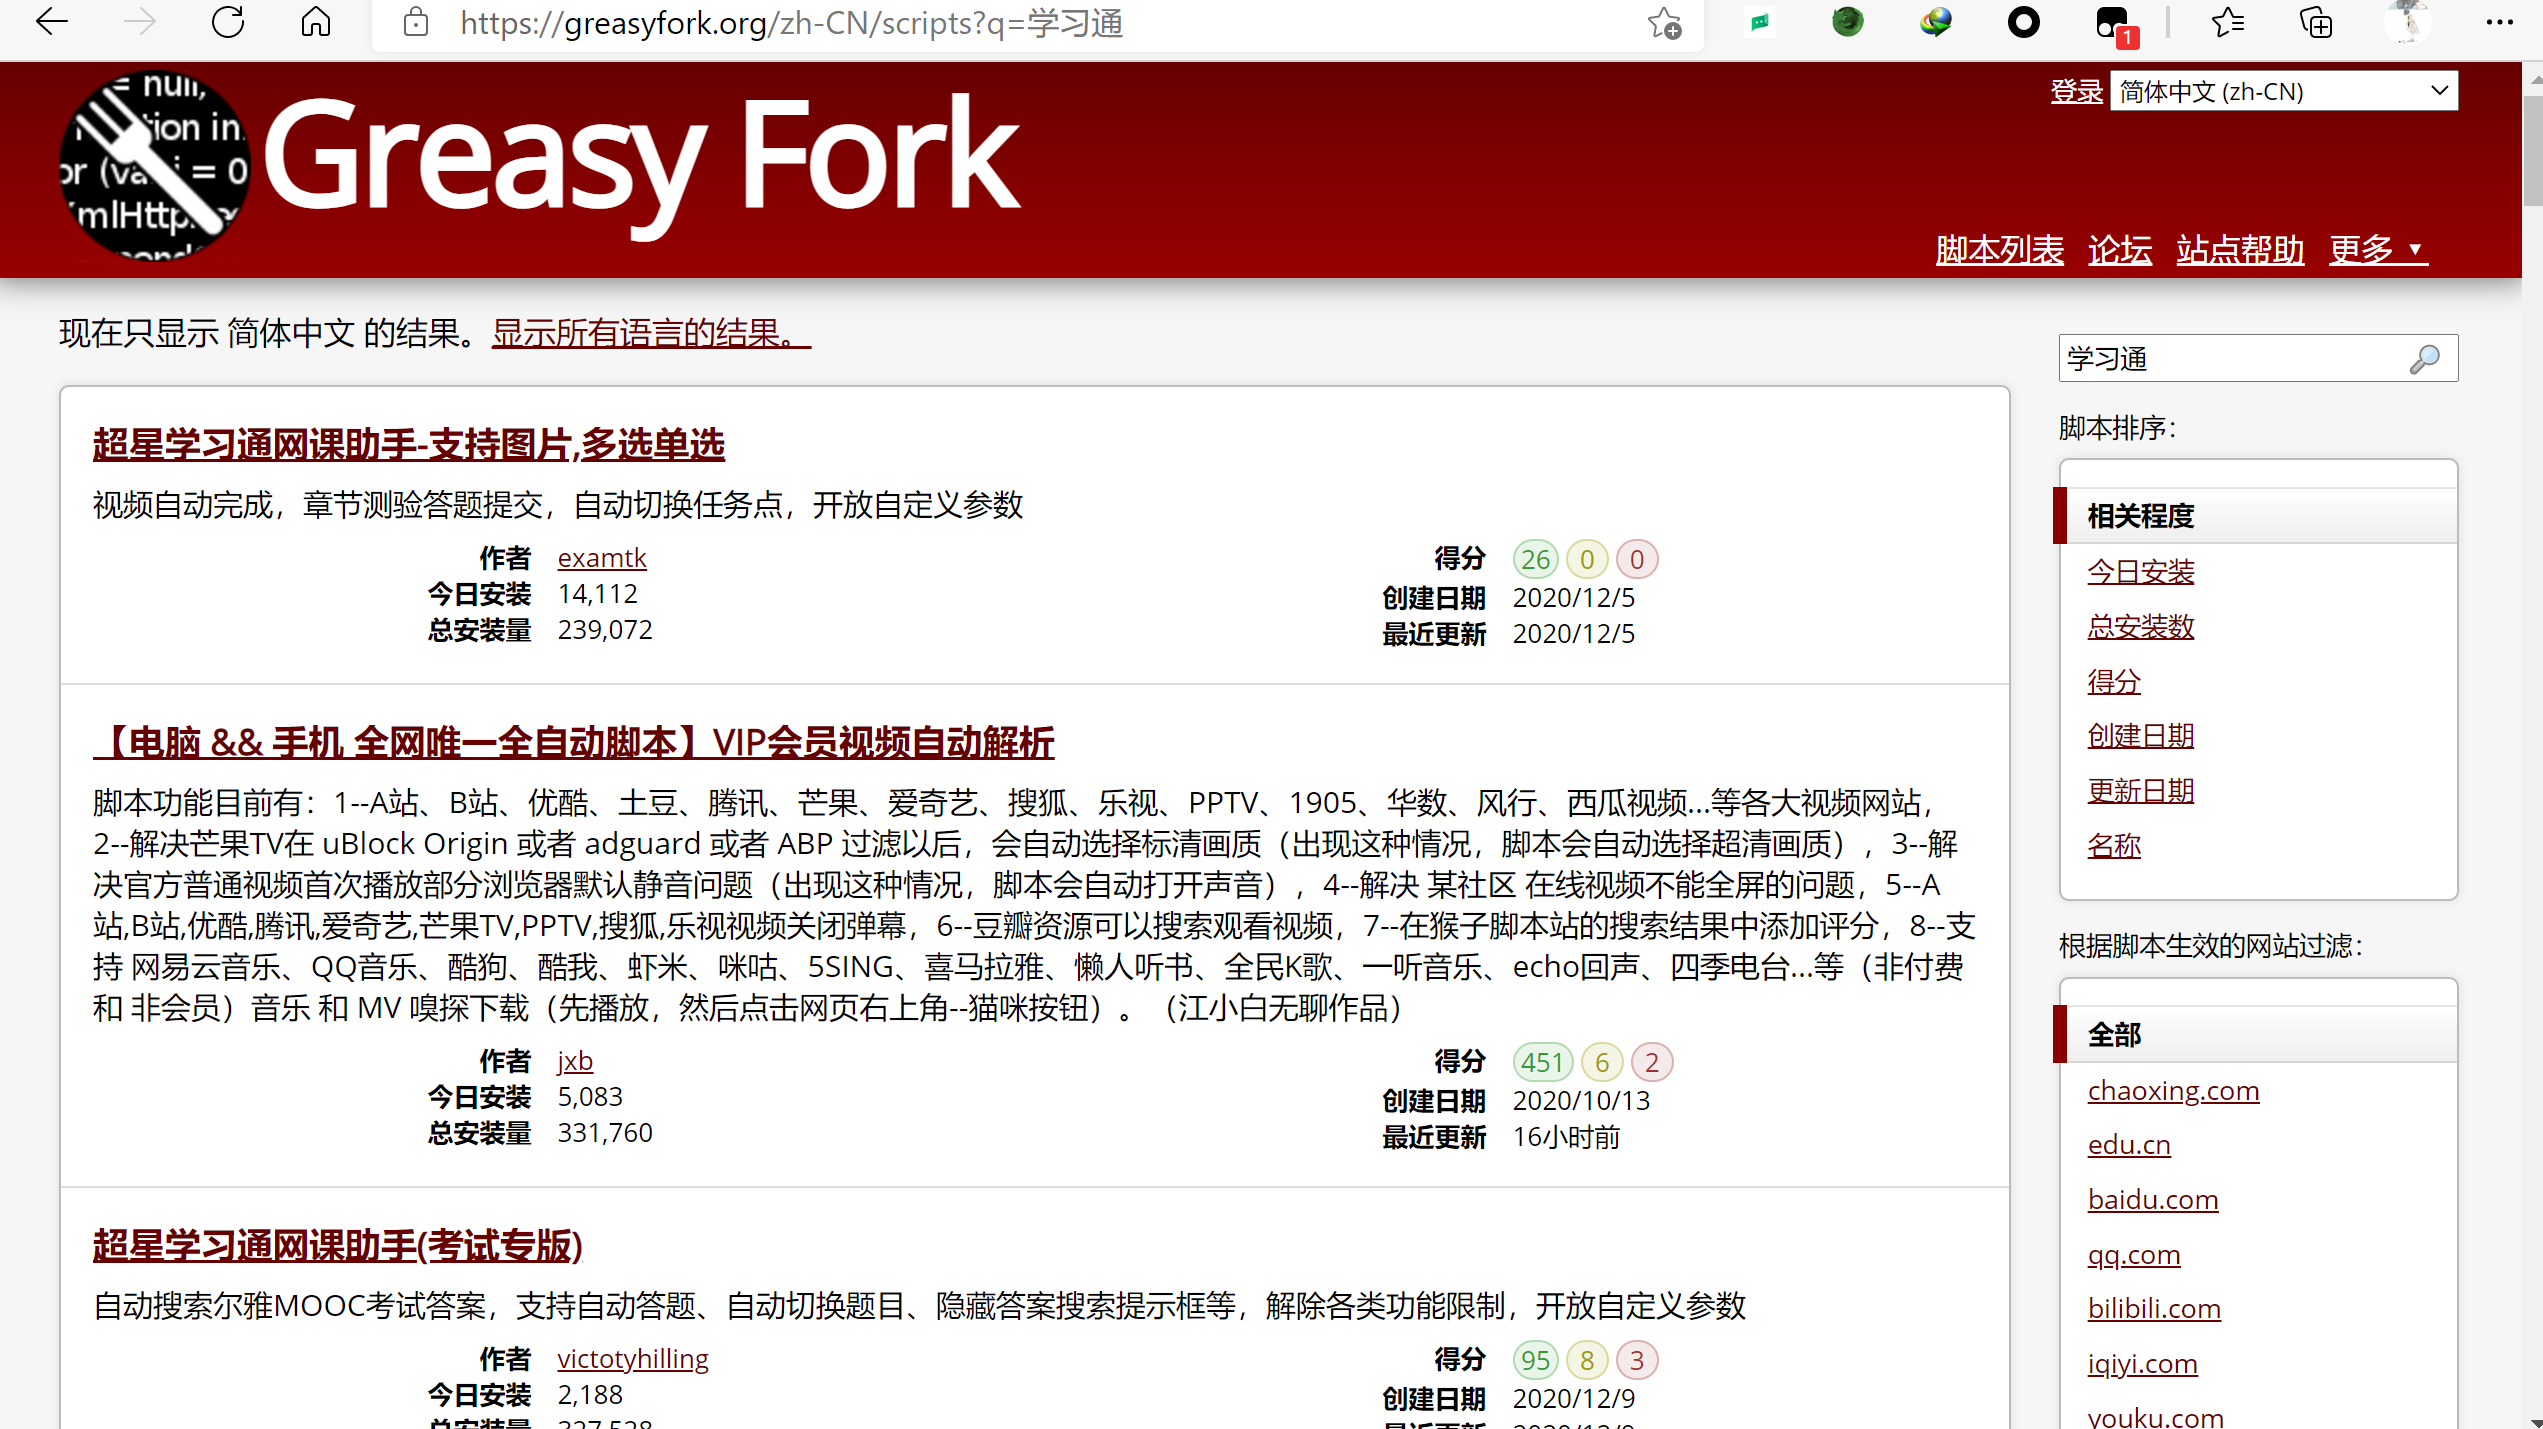 https://greasyfork.org/zh-CN/scripts?q=学习通
1
Greasy Fork
登录 简体中文 (zh-CN)
脚本列表 论坛 站点帮助 更多 ▼
现在只显示 简体中文 的结果。显示所有语言的结果。
超星学习通网课助手-支持图片,多选单选
视频自动完成，章节测验答题提交，自动切换任务点，开放自定义参数
作者 examtk
今日安装 14,112
总安装量 239,072
得分 26 0 0
创建日期 2020/12/5
最近更新 2020/12/5
【电脑 && 手机 全网唯一全自动脚本】VIP会员视频自动解析
脚本功能目前有：1--A站、B站、优酷、土豆、腾讯、芒果、爱奇艺、搜狐、乐视、PPTV、1905、华数、风行、西瓜视频...等各大视频网站，
2--解决芒果TV在 uBlock Origin 或者 adguard 或者 ABP 过滤以后，会自动选择标清画质（出现这种情况，脚本会自动选择超清画质），3--解
决官方普通视频首次播放部分浏览器默认静音问题（出现这种情况，脚本会自动打开声音），4--解决 某社区 在线视频不能全屏的问题，5--A
站,B站,优酷,腾讯,爱奇艺,芒果TV,PPTV,搜狐,乐视视频关闭弹幕，6--豆瓣资源可以搜索观看视频，7--在猴子脚本站的搜索结果中添加评分，8--支
持 网易云音乐、QQ音乐、酷狗、酷我、虾米、咪咕、5SING、喜马拉雅、懒人听书、全民K歌、一听音乐、echo回声、四季电台...等（非付费
和 非会员）音乐 和 MV 嗅探下载（先播放，然后点击网页右上角--猫咪按钮）。（江小白无聊作品）
作者 jxb
今日安装 5,083
总安装量 331,760
得分 451 6 2
创建日期 2020/10/13
最近更新 16小时前
超星学习通网课助手(考试专版)
自动搜索尔雅MOOC考试答案，支持自动答题、自动切换题目、隐藏答案搜索提示框等，解除各类功能限制，开放自定义参数
作者 victotyhilling
今日安装 2,188
得分 95 8 3
创建日期 2020/12/9
学习通
脚本排序：
相关程度
今日安装
总安装数
得分
创建日期
更新日期
名称
根据脚本生效的网站过滤：
全部
chaoxing.com
edu.cn
baidu.com
qq.com
bilibili.com
iqiyi.com
youku.com